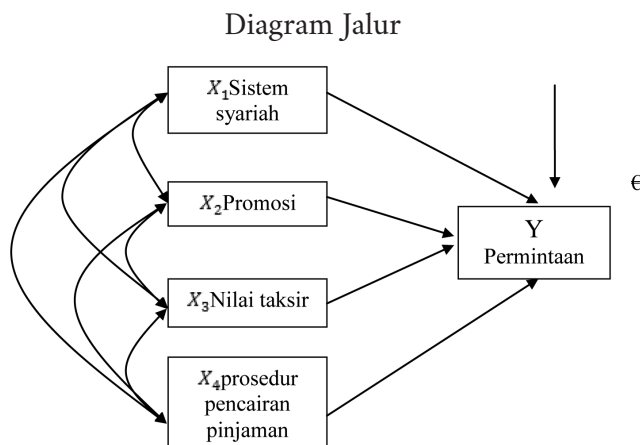 Diagram Jalur
X₁Sistem
syariah
X₂Promosi
€
Y
Permintaan
X₃Nilai taksir
X₄prosedur
pencairan
pinjaman